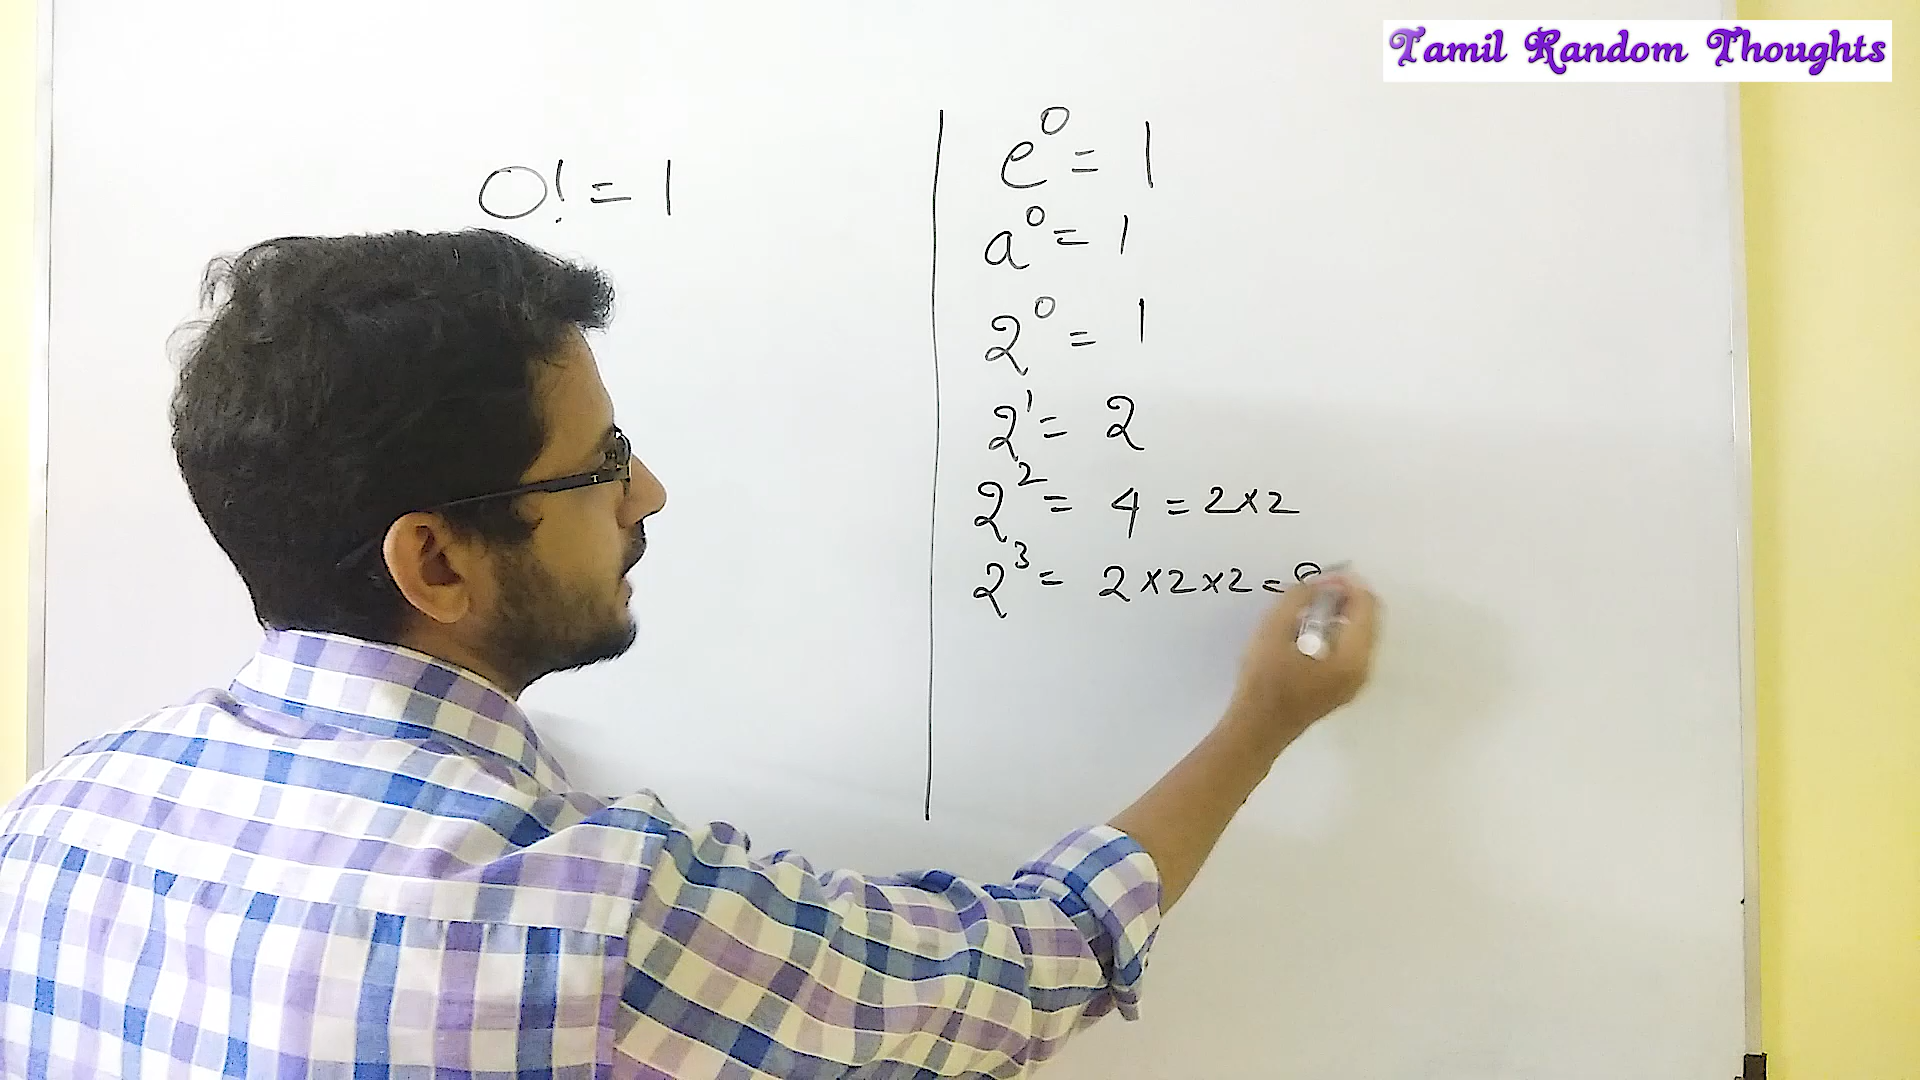 Tamil Random Thoughts
0! = 1
e⁰ = 1
a⁰ = 1
2⁰ = 1
2¹ = 2
2² = 4 = 2×2
2³ = 2×2×2 = 8